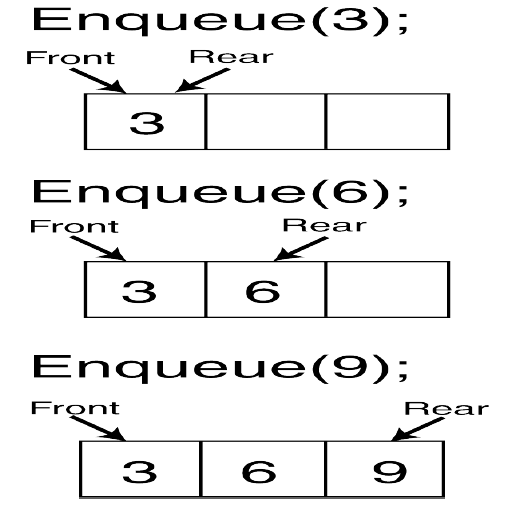 Enqueue(3);
Front Rear
3
Enqueue(6);
Front Rear
3 6
Enqueue(9);
Front Rear
3 6 9